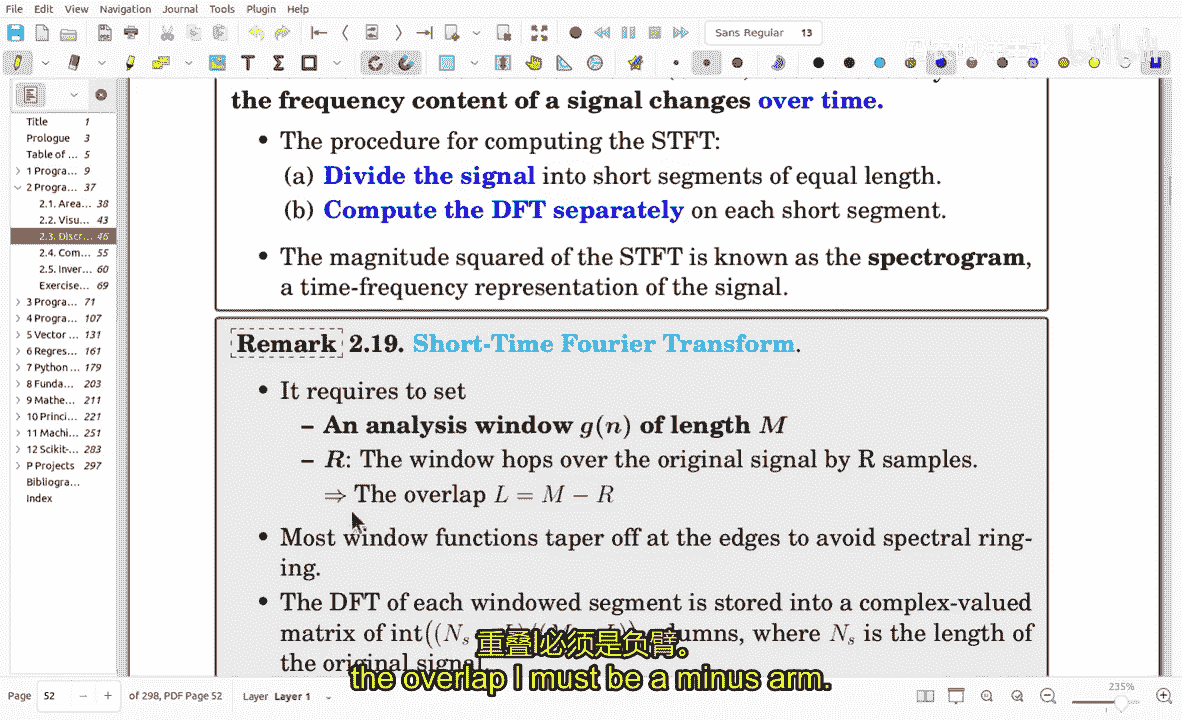 File Edit View Navigation Journal Tools Plugin Help
Sans Regular 13
Title 1
Prologue 3
Table of ... 5
1 Progra... 9
2 Progra... 37
2.1. Area... 38
2.2. Visu... 43
2.3. Discr... 46
2.4. Com... 55
2.5. Inver... 60
Exercise... 69
3 Progra... 71
4 Progra... 107
5 Vector ... 131
6 Regres... 161
7 Python ... 179
8 Funda... 203
9 Mathe... 211
10 Princi... 221
11 Machi... 251
12 Scikit-... 283
P Projects 297
Bibliogra...
Index
the frequency content of a signal changes over time.
• The procedure for computing the STFT:
(a) Divide the signal into short segments of equal length.
(b) Compute the DFT separately on each short segment.
• The magnitude squared of the STFT is known as the spectrogram,
a time-frequency representation of the signal.
Remark 2.19. Short-Time Fourier Transform.
• It requires to set
– An analysis window g(n) of length M
– R: The window hops over the original signal by R samples.
⇒ The overlap L = M − R
• Most window functions taper off at the edges to avoid spectral ring-
ing.
• The DFT of each windowed segment is stored into a complex-valued
matrix of int((Ns columns, where Ns is the length of
the original signal
重叠I必须是负臂。
the overlap I must be a minus arm.
Page 52 of 298, PDF Page 52 Layer Layer 1 235%